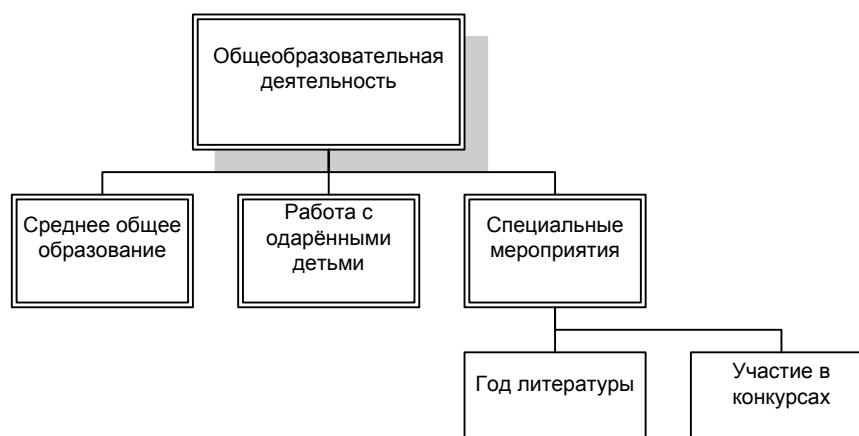 Общеобразовательная
деятельность
Среднее общее
образование
Работа с
одарёнными
детьми
Специальные
мероприятия
Год литературы
Участие в
конкурсах